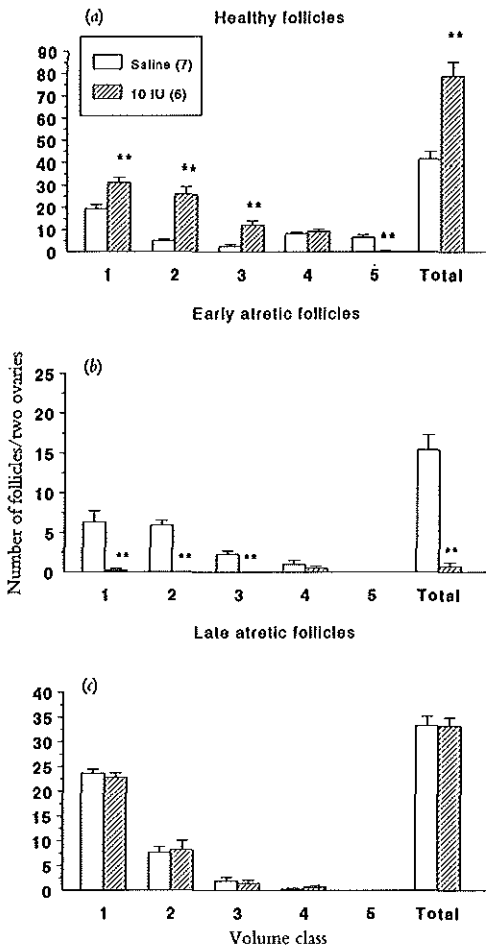 (a) Healthy follicles
Saline (7)
10 IU (6)
90
80
70
60
50
40
30
20
10
0
**
**
**
**
**
1 2 3 4 5 Total
Early atretic follicles
(b)
25
20
15
10
5
0
**
**
**
**
1 2 3 4 5 Total
Number of follicles/two ovaries
Late atretic follicles
(c)
40
35
30
25
20
15
10
5
0
1 2 3 4 5 Total
Volume class